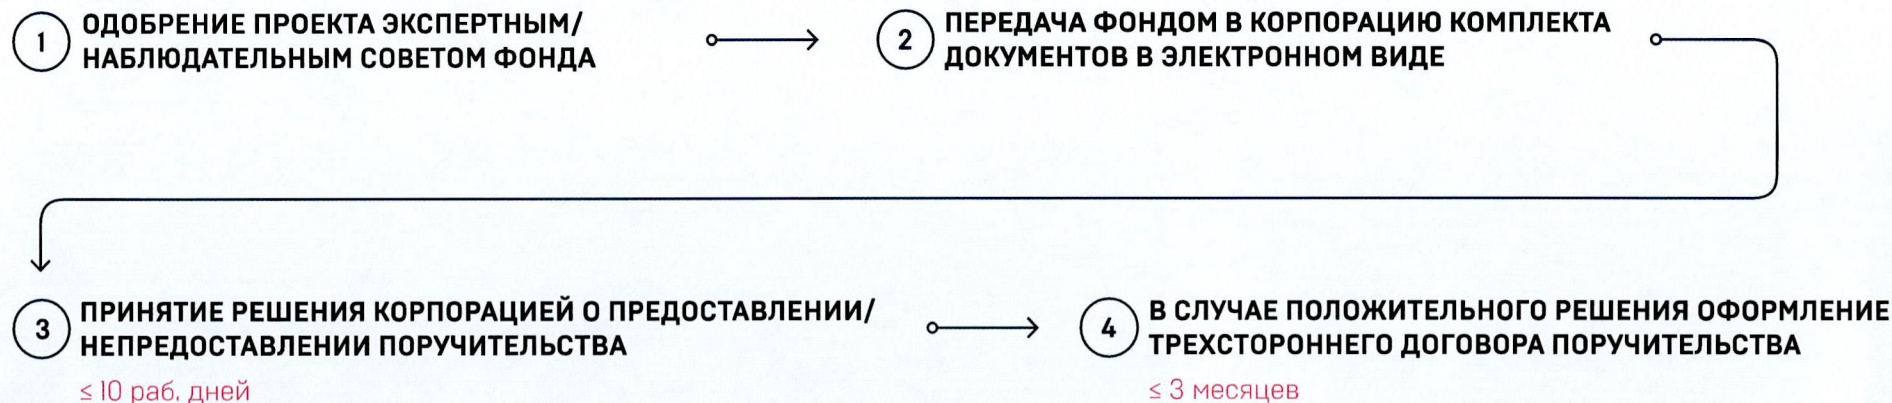 1 ОДОБРЕНИЕ ПРОЕКТА ЭКСПЕРТНЫМ/
НАБЛЮДАТЕЛЬНЫМ СОВЕТОМ ФОНДА
2 ПЕРЕДАЧА ФОНДОМ В КОРПОРАЦИЮ КОМПЛЕКТА
ДОКУМЕНТОВ В ЭЛЕКТРОННОМ ВИДЕ
3 ПРИНЯТИЕ РЕШЕНИЯ КОРПОРАЦИЕЙ О ПРЕДОСТАВЛЕНИИ/
НЕПРЕДОСТАВЛЕНИИ ПОРУЧИТЕЛЬСТВА
≤ 10 раб. дней
4 В СЛУЧАЕ ПОЛОЖИТЕЛЬНОГО РЕШЕНИЯ ОФОРМЛЕНИЕ
ТРЕХСТОРОННЕГО ДОГОВОРА ПОРУЧИТЕЛЬСТВА
≤ 3 месяцев